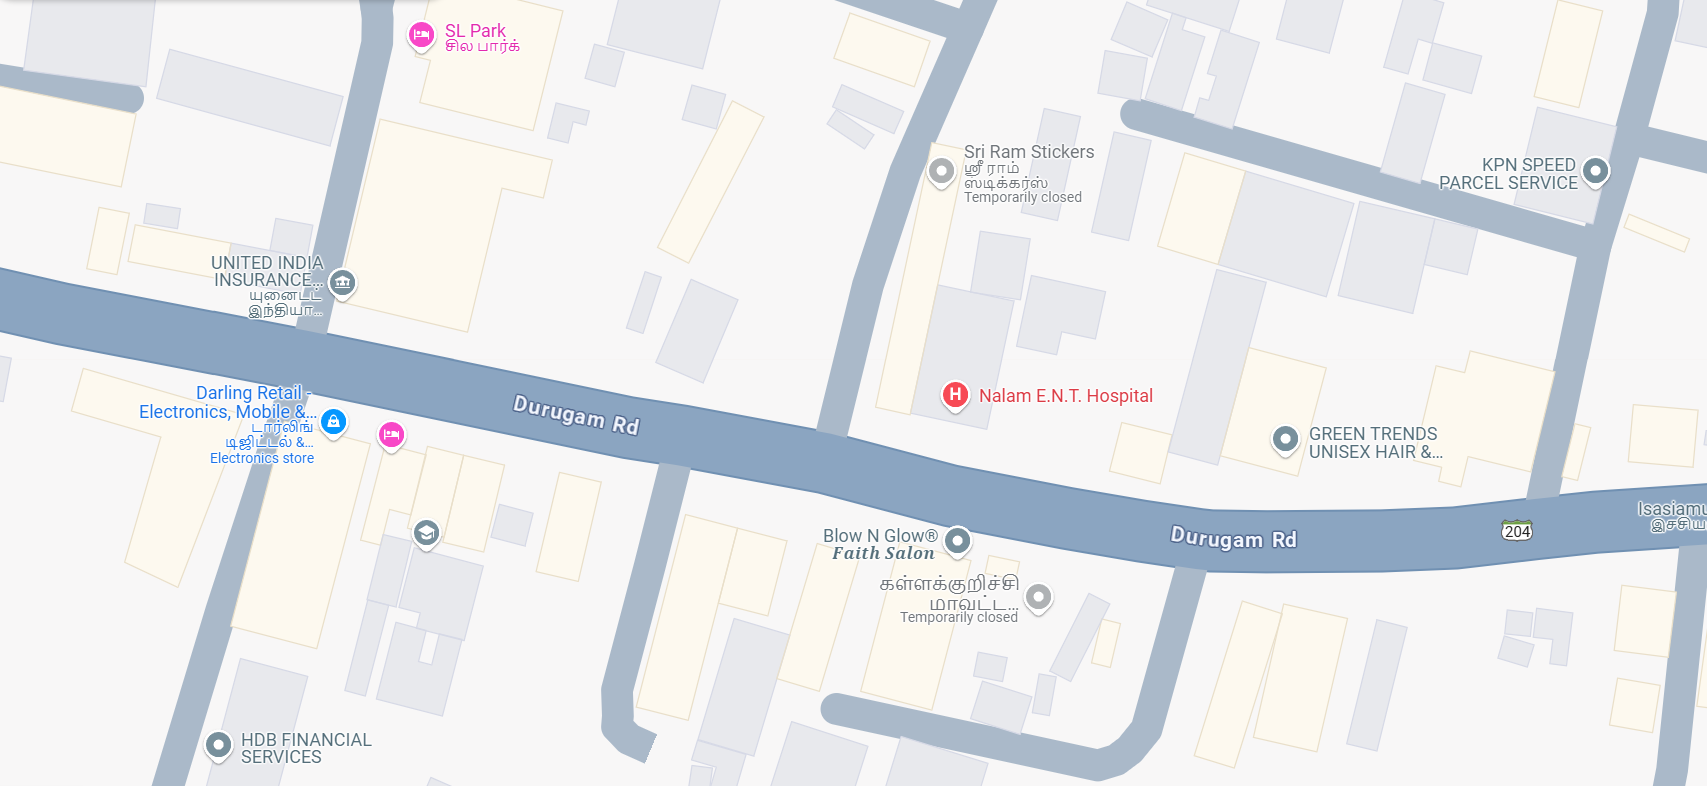 SL Park
சில பார்க்
Sri Ram Stickers
ஸ்ரீ ராம்
ஸ்டிக்கர்ஸ்
Temporarily closed
KPN SPEED
PARCEL SERVICE
UNITED INDIA
INSURANCE...
யுனைடட்
இந்தியா...
Darling Retail -
Electronics, Mobile &...
டார்லிங்
டிஜிட்டல் &...
Electronics store
Durugam Rd
Nalam E.N.T. Hospital
GREEN TRENDS
UNISEX HAIR &...
Blow N Glow®
Faith Salon
கள்ளக்குறிச்சி
மாவட்ட...
Temporarily closed
Durugam Rd
204
HDB FINANCIAL
SERVICES